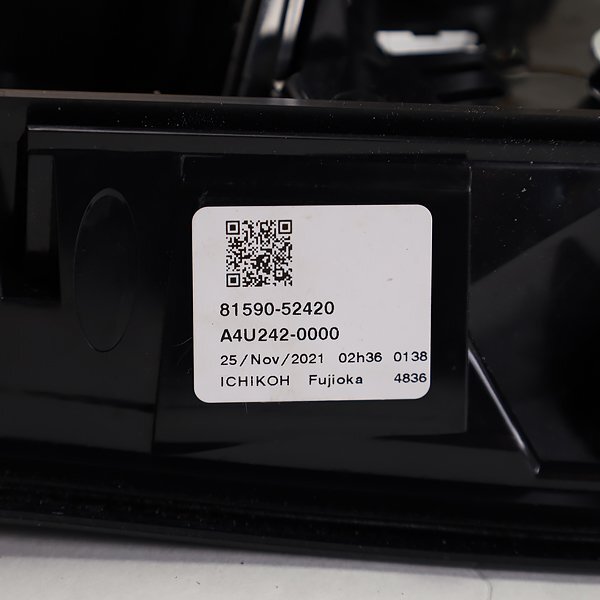 81590-52420
A4U242-0000
25/Nov/2021 02h36 0138
ICHIKOH Fujioka 4836